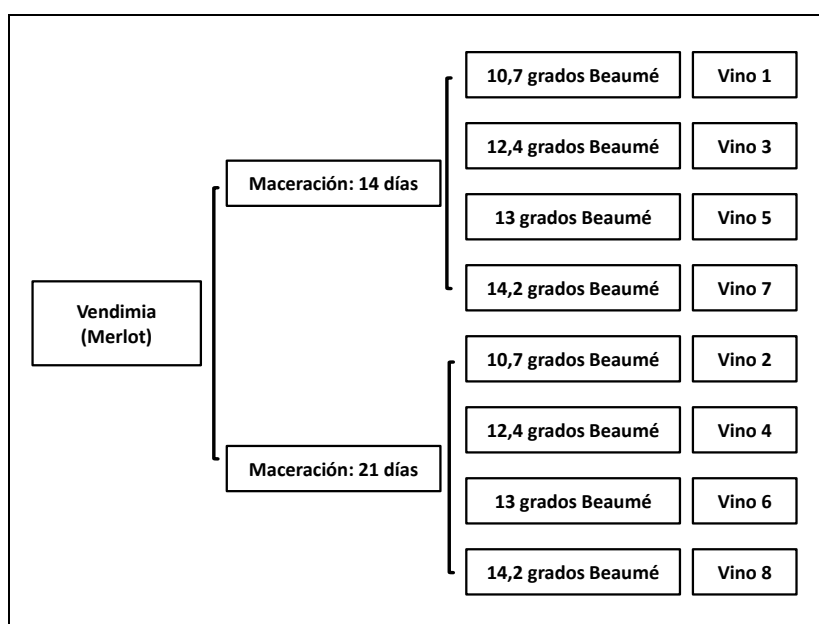 10,7 grados Beaumé Vino 1
12,4 grados Beaumé Vino 3
Maceración: 14 días
13 grados Beaumé Vino 5
14,2 grados Beaumé Vino 7
Vendimia
(Merlot)
10,7 grados Beaumé Vino 2
12,4 grados Beaumé Vino 4
Maceración: 21 días
13 grados Beaumé Vino 6
14,2 grados Beaumé Vino 8